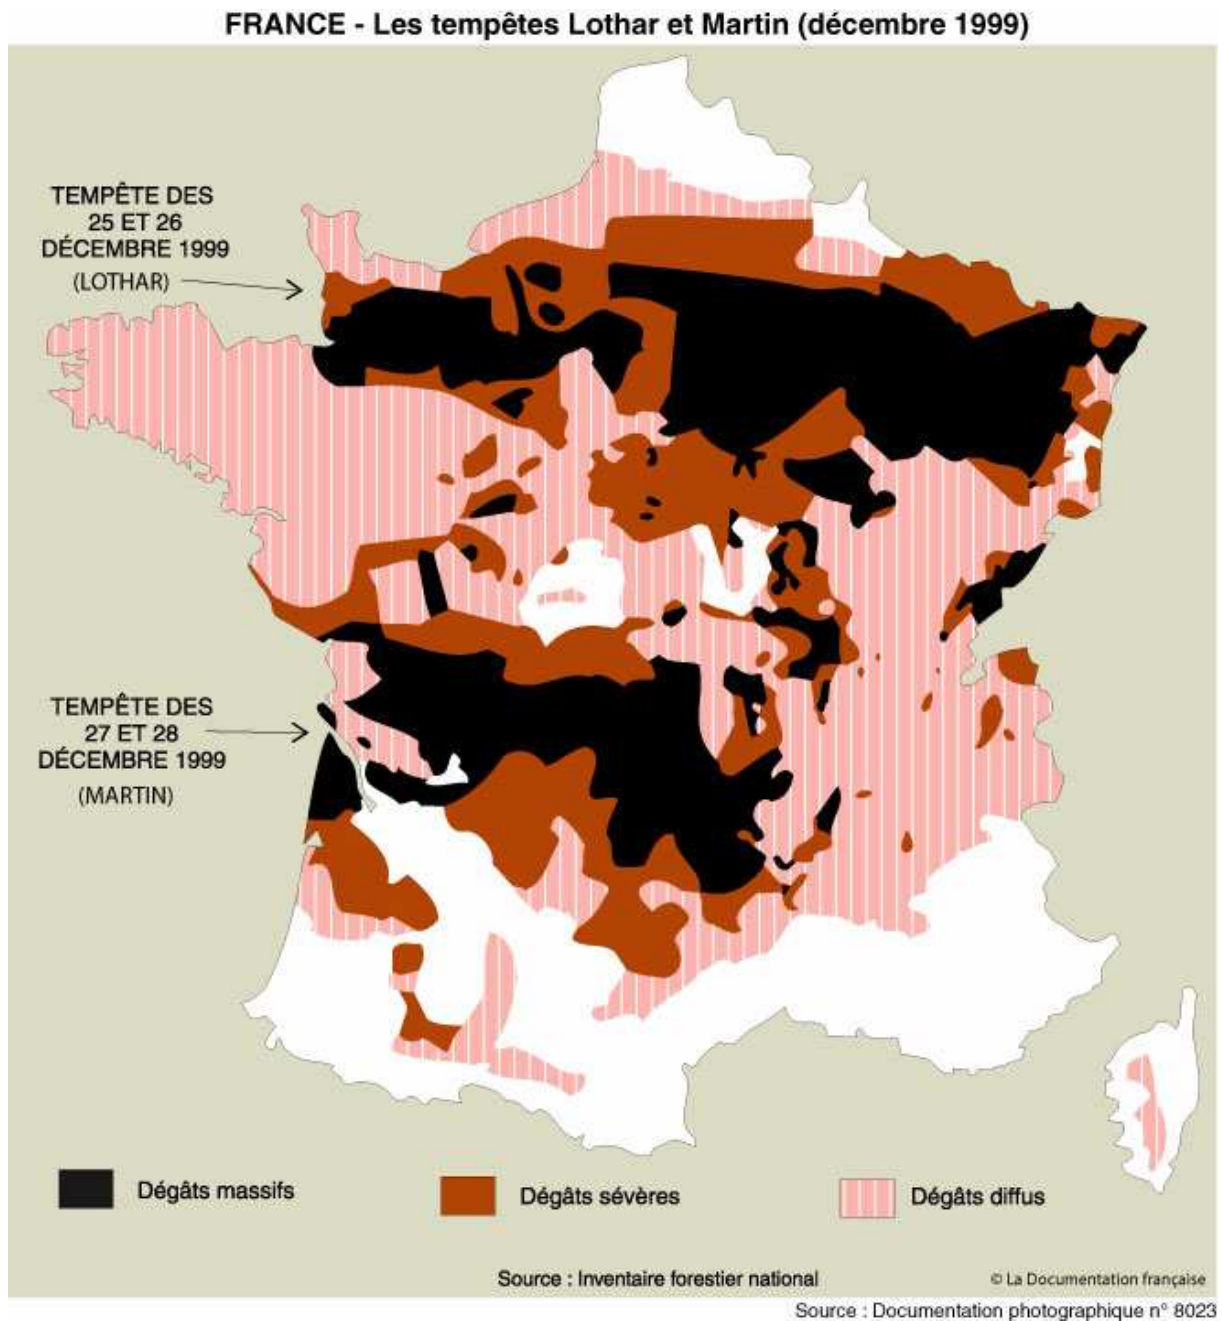 FRANCE - Les tempêtes Lothar et Martin (décembre 1999)
TEMPÊTE DES
25 ET 26
DÉCEMBRE 1999
(LOTHAR)
TEMPÊTE DES
27 ET 28
DÉCEMBRE 1999
(MARTIN)
Dégâts massifs
Dégâts sévères
Dégâts diffus
Source : Inventaire forestier national
© La Documentation française
Source : Documentation photographique n° 8023